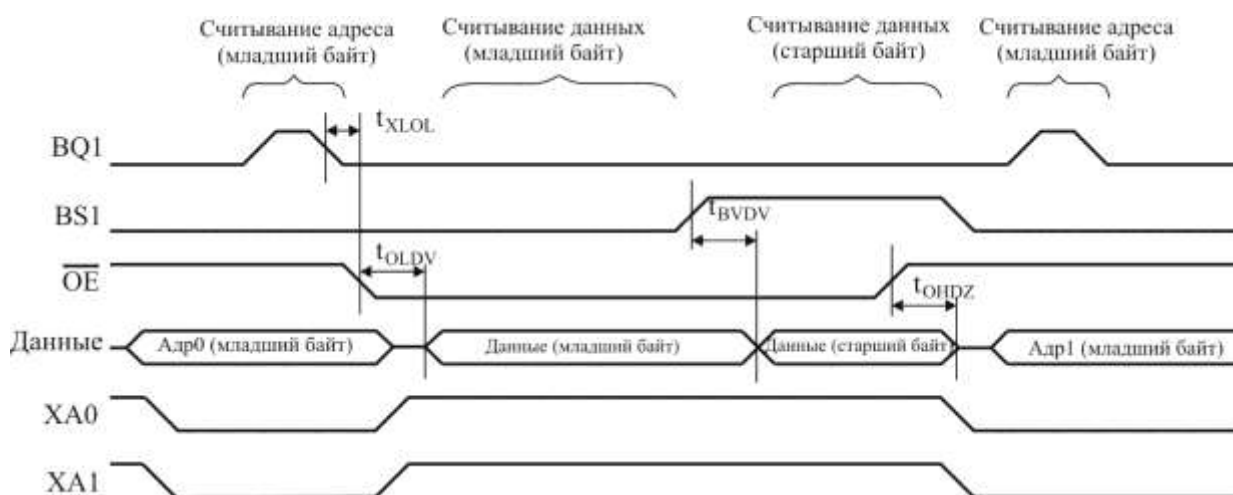 Считывание адреса
(младший байт)
Считывание данных
(младший байт)
Считывание данных
(старший байт)
Считывание адреса
(младший байт)
tXLOL
BQ1
BS1
tBVDV
OE
tOLDV
tOHDZ
Данные
Адр0 (младший байт)
Данные (младший байт)
Данные (старший байт)
Адр1 (младший байт)
XA0
XA1